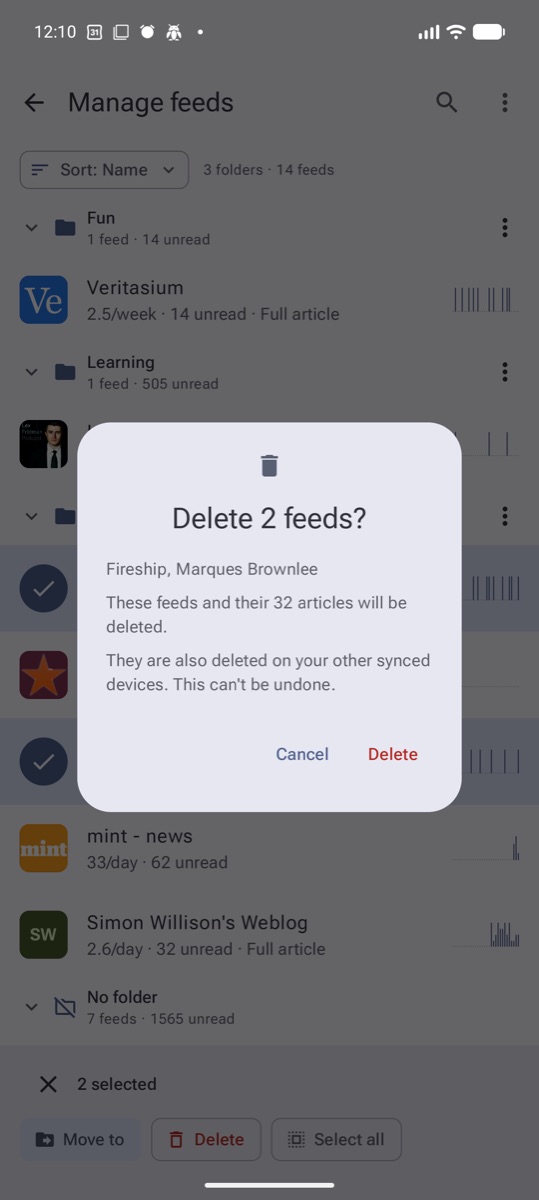 12:10
31
Manage feeds
Sort: Name
3 folders · 14 feeds
Fun
1 feed · 14 unread
Ve
Veritasium
2.5/week · 14 unread · Full article
Learning
1 feed · 505 unread
Delete 2 feeds?
Fireship, Marques Brownlee
These feeds and their 32 articles will be
deleted.
They are also deleted on your other synced
devices. This can't be undone.
Cancel
Delete
mint
mint - news
33/day · 62 unread
SW
Simon Willison's Weblog
2.6/day · 32 unread · Full article
No folder
7 feeds · 1565 unread
2 selected
Move to
Delete
Select all